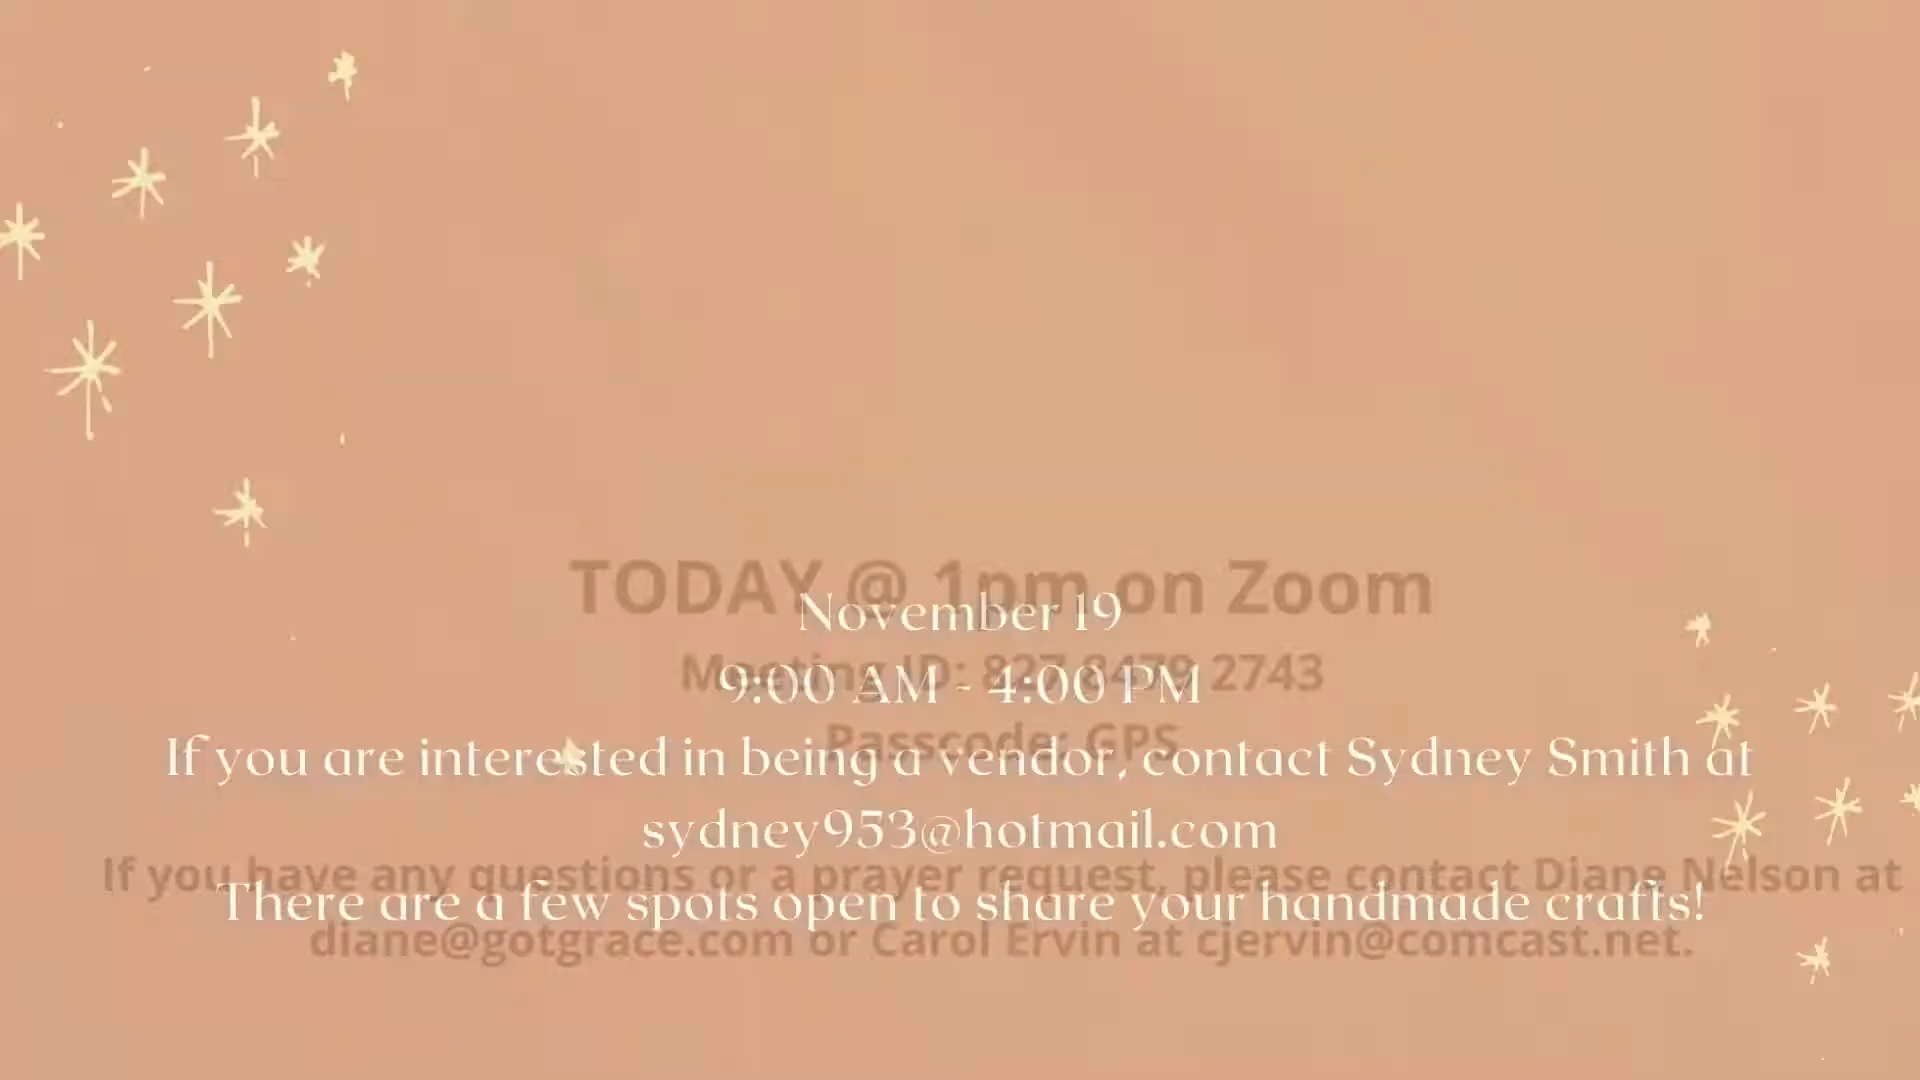 TODAY @ 1pm on Zoom
November 19
Meeting ID: 827 8479 2743
9:00 AM - 4:00 PM
Passcode: GPS
If you are interested in being a vendor, contact Sydney Smith at
sydney953@hotmail.com
If you have any questions or a prayer request, please contact Diane Nelson at
There are a few spots open to share your handmade crafts!
diane@gotgrace.com or Carol Ervin at cjervin@comcast.net.